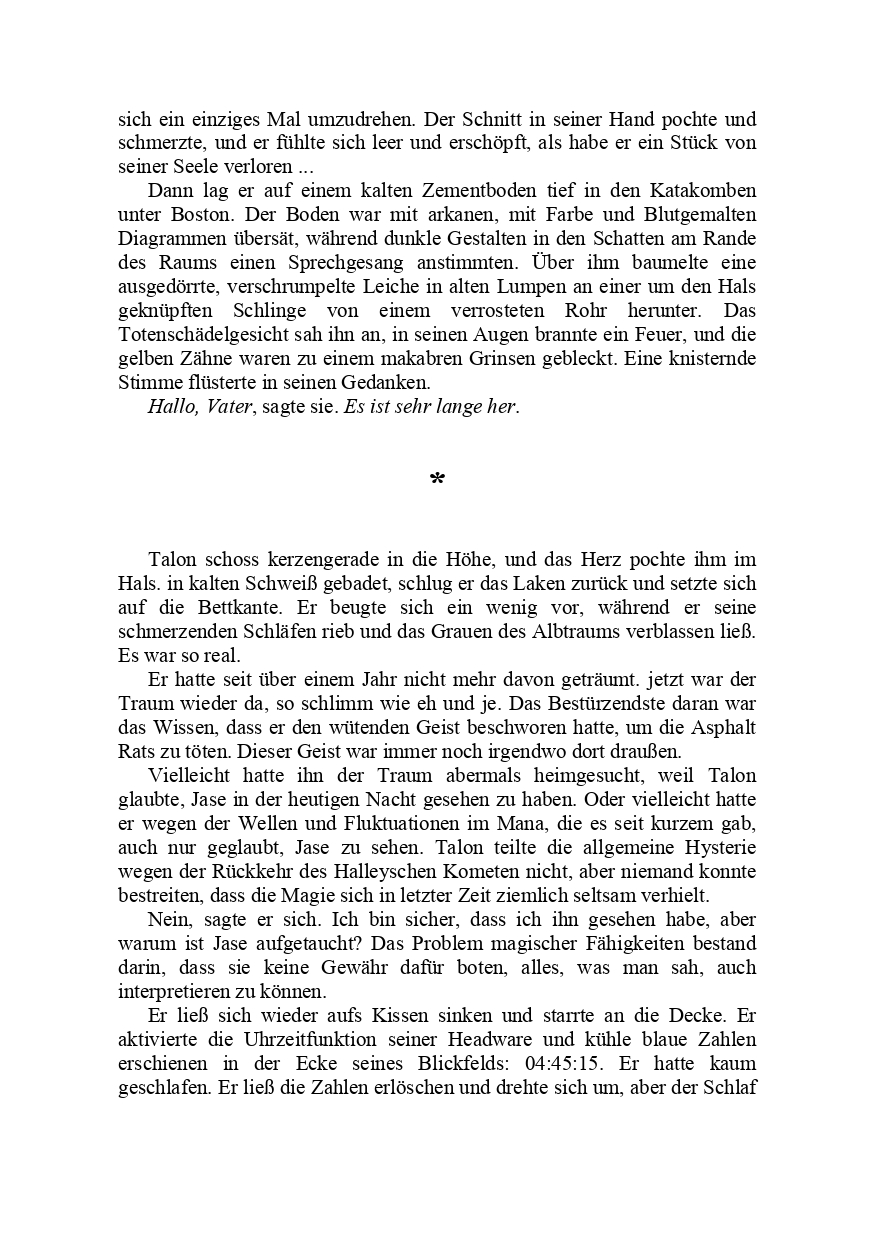 sich ein einziges Mal umzudrehen. Der Schnitt in seiner Hand pochte und
schmerzte, und er fühlte sich leer und erschöpft, als habe er ein Stück von
seiner Seele verloren ...
Dann lag er auf einem kalten Zementboden tief in den Katakomben
unter Boston. Der Boden war mit arkanen, mit Farbe und Blutgemalten
Diagrammen übersät, während dunkle Gestalten in den Schatten am Rande
des Raums einen Sprechgesang anstimmten. Über ihm baumelte eine
ausgedörrte, verschrumpelte Leiche in alten Lumpen an einer um den Hals
geknüpften Schlinge von einem verrosteten Rohr herunter. Das
Totenschädelgesicht sah ihn an, in seinen Augen brannte ein Feuer, und die
gelben Zähne waren zu einem makabren Grinsen gebleckt. Eine knisternde
Stimme flüsterte in seinen Gedanken.
Hallo, Vater, sagte sie. Es ist sehr lange her.
*
Talon schoss kerzengerade in die Höhe, und das Herz pochte ihm im
Hals. in kalten Schweiß gebadet, schlug er das Laken zurück und setzte sich
auf die Bettkante. Er beugte sich ein wenig vor, während er seine
schmerzenden Schläfen rieb und das Grauen des Albtraums verblassen ließ.
Es war so real.
Er hatte seit über einem Jahr nicht mehr davon geträumt. jetzt war der
Traum wieder da, so schlimm wie eh und je. Das Bestürzendste daran war
das Wissen, dass er den wütenden Geist beschworen hatte, um die Asphalt
Rats zu töten. Dieser Geist war immer noch irgendwo dort draußen.
Vielleicht hatte ihn der Traum abermals heimgesucht, weil Talon
glaubte, Jase in der heutigen Nacht gesehen zu haben. Oder vielleicht hatte
er wegen der Wellen und Fluktuationen im Mana, die es seit kurzem gab,
auch nur geglaubt, Jase zu sehen. Talon teilte die allgemeine Hysterie
wegen der Rückkehr des Halleyschen Kometen nicht, aber niemand konnte
bestreiten, dass die Magie sich in letzter Zeit ziemlich seltsam verhielt.
Nein, sagte er sich. Ich bin sicher, dass ich ihn gesehen habe, aber
warum ist Jase aufgetaucht? Das Problem magischer Fähigkeiten bestand
darin, dass sie keine Gewähr dafür boten, alles, was man sah, auch
interpretieren zu können.
Er ließ sich wieder aufs Kissen sinken und starrte an die Decke. Er
aktivierte die Uhrzeitfunktion seiner Headware und kühle blaue Zahlen
erschienen in der Ecke seines Blickfelds: 04:45:15. Er hatte kaum
geschlafen. Er ließ die Zahlen erlöschen und drehte sich um, aber der Schlaf